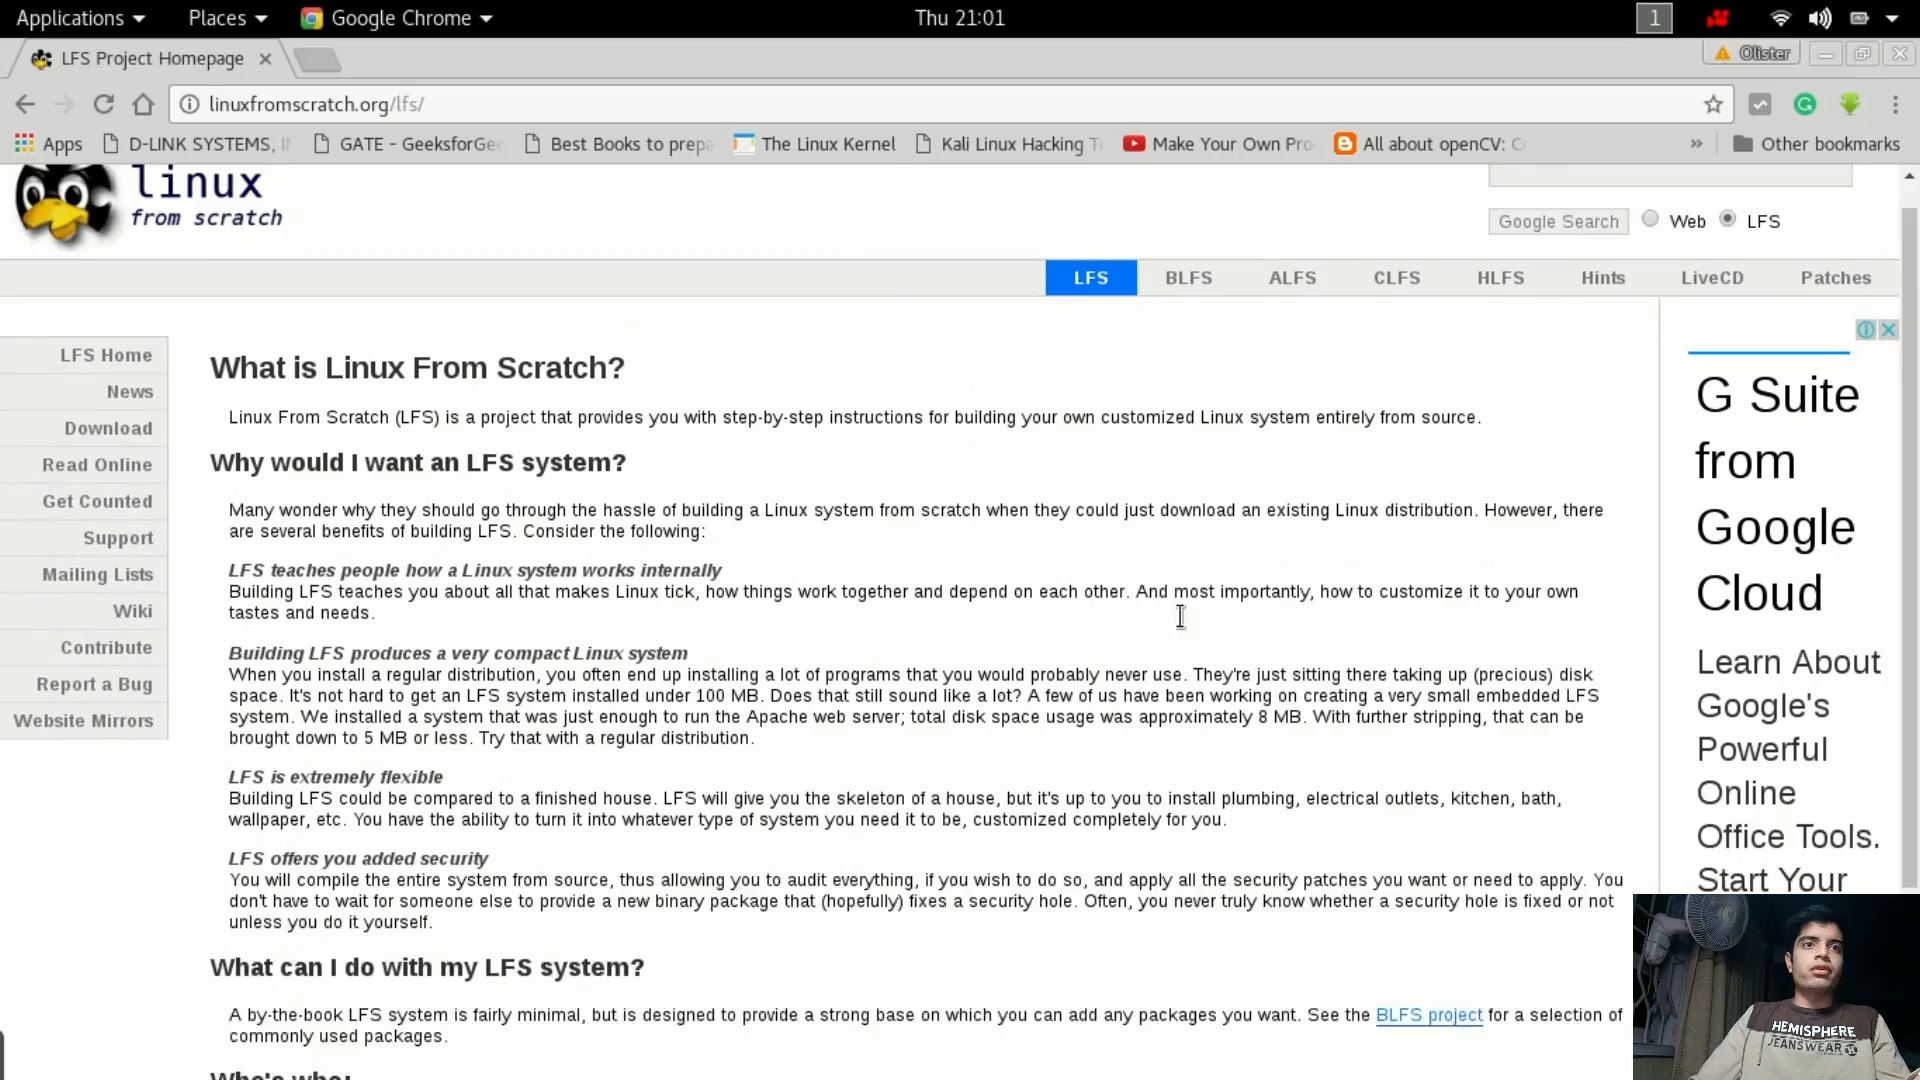 Applications Places Google Chrome Thu 21:01 1
LFS Project Homepage Olister
linuxfromscratch.org/lfs/
Apps D-LINK SYSTEMS, GATE - GeeksforGe Best Books to prep The Linux Kernel Kali Linux Hacking Make Your Own Pro All about openCV: » Other bookmarks
linux
from scratch
Google Search Web LFS
LFS BLFS ALFS CLFS HLFS Hints LiveCD Patches
LFS Home
News
Download
Read Online
Get Counted
Support
Mailing Lists
Wiki
Contribute
Report a Bug
Website Mirrors
What is Linux From Scratch?
Linux From Scratch (LFS) is a project that provides you with step-by-step instructions for building your own customized Linux system entirely from source.
Why would I want an LFS system?
Many wonder why they should go through the hassle of building a Linux system from scratch when they could just download an existing Linux distribution. However, there
are several benefits of building LFS. Consider the following:
LFS teaches people how a Linux system works internally
Building LFS teaches you about all that makes Linux tick, how things work together and depend on each other. And most importantly, how to customize it to your own
tastes and needs.
Building LFS produces a very compact Linux system
When you install a regular distribution, you often end up installing a lot of programs that you would probably never use. They're just sitting there taking up (precious) disk
space. It's not hard to get an LFS system installed under 100 MB. Does that still sound like a lot? A few of us have been working on creating a very small embedded LFS
system. We installed a system that was just enough to run the Apache web server; total disk space usage was approximately 8 MB. With further stripping, that can be
brought down to 5 MB or less. Try that with a regular distribution.
LFS is extremely flexible
Building LFS could be compared to a finished house. LFS will give you the skeleton of a house, but it's up to you to install plumbing, electrical outlets, kitchen, bath,
wallpaper, etc. You have the ability to turn it into whatever type of system you need it to be, customized completely for you.
LFS offers you added security
You will compile the entire system from source, thus allowing you to audit everything, if you wish to do so, and apply all the security patches you want or need to apply. You
don't have to wait for someone else to provide a new binary package that (hopefully) fixes a security hole. Often, you never truly know whether a security hole is fixed or not
unless you do it yourself.
What can I do with my LFS system?
A by-the-book LFS system is fairly minimal, but is designed to provide a strong base on which you can add any packages you want. See the BLFS project for a selection of
commonly used packages.
Who's who:
G Suite
from
Google
Cloud
Learn About
Google's
Powerful
Online
Office Tools.
Start Your
HEMISPHERE
JEANSWEAR